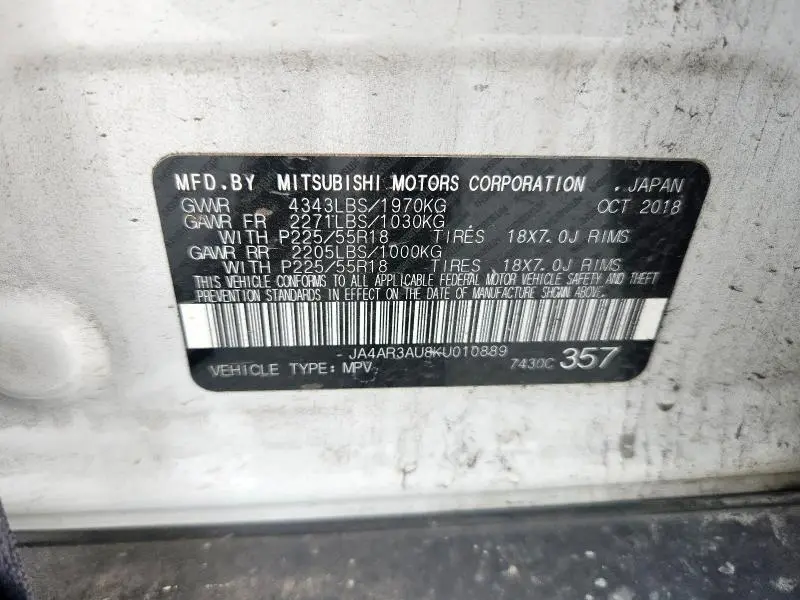 MFD.BY MITSUBISHI MOTORS CORPORATION .JAPAN
GVWR 4343LBS/1970KG OCT 2018
GAWR FR 2271LBS/1030KG
WITH P225/55R18 TIRES 18X7.0J RIMS
GAWR RR 2205LBS/1000KG
WITH P225/55R18 TIRES 18X7.0J RIMS
THIS VEHICLE CONFORMS TO ALL APPLICABLE FEDERAL MOTOR VEHICLE SAFETY AND THEFT
PREVENTION STANDARDS IN EFFECT ON THE DATE OF MANUFACTURE SHOWN ABOVE.
JA4AR3AU8KU010889
VEHICLE TYPE:MPV 7430C 357